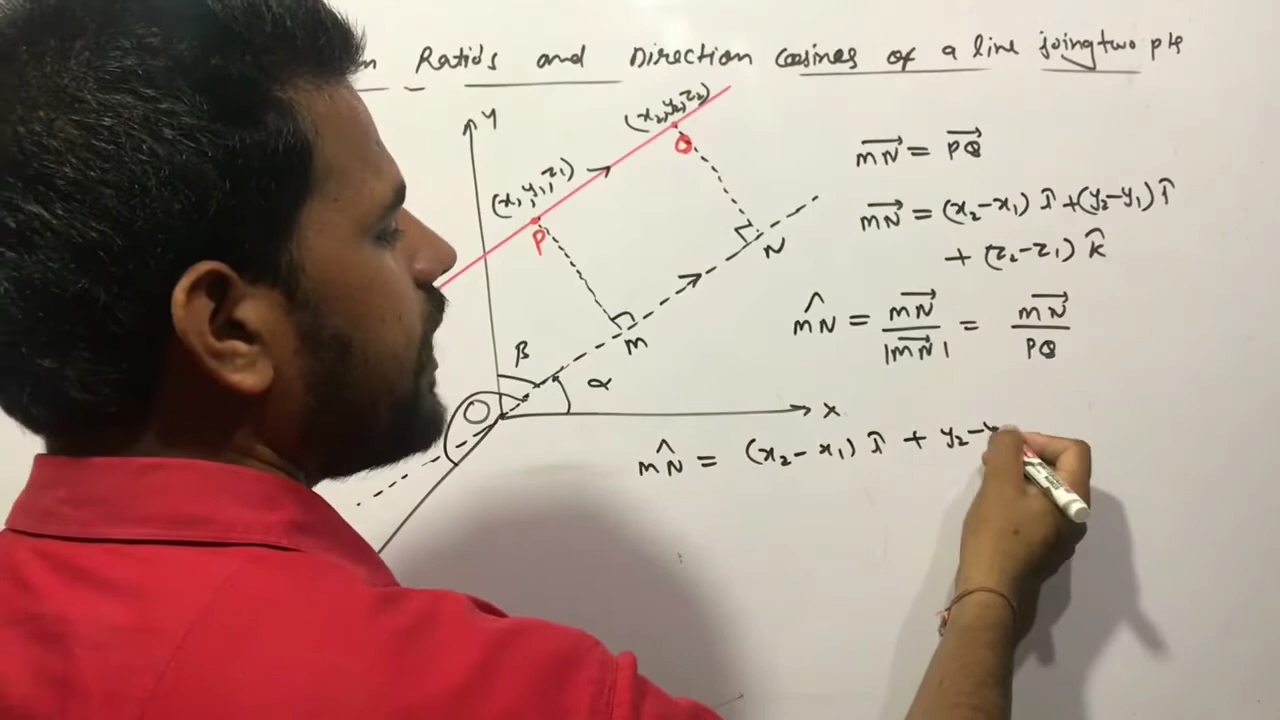 n Ratios and Direction Cosines of a line joing two pts
Y
(x₂,y₂,z₂)
Q
(x₁,y₁,z₁)
P
N
M
β
α
O
X
→MN = →PQ
→MN = (x₂-x₁) î + (y₂-y₁) î
+ (z₂-z₁) k̂
M̂N = →MN / |→MN| = →MN / PQ
M̂N = (x₂-x₁) î + y₂-y